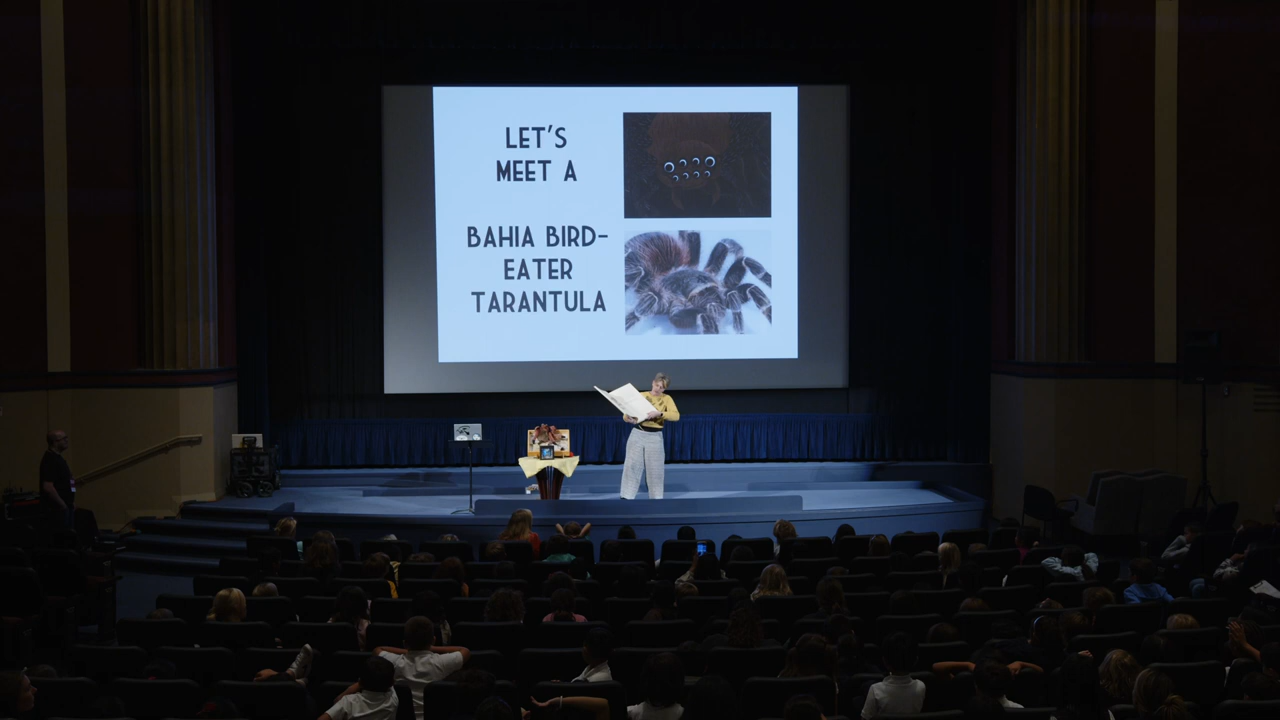 LET'S
MEET A
BAHIA BIRD-
EATER
TARANTULA